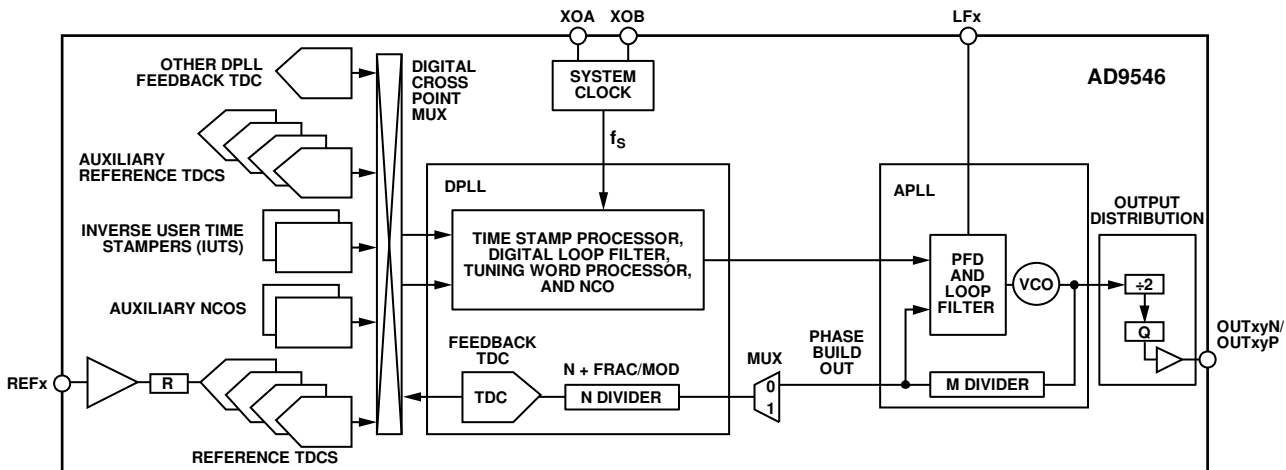 XOA
XOB
LFx
OTHER DPLL
FEEDBACK TDC
DIGITAL
CROSS
POINT
MUX
SYSTEM
CLOCK
AD9546
fS
AUXILIARY
REFERENCE TDCS
DPLL
APLL
OUTPUT
DISTRIBUTION
INVERSE USER TIME
STAMPERS (IUTS)
TIME STAMP PROCESSOR,
DIGITAL LOOP FILTER,
TUNING WORD PROCESSOR,
AND NCO
PFD
AND
LOOP
FILTER
VCO
÷2
Q
OUTxyN/
OUTxyP
AUXILIARY NCOS
FEEDBACK
TDC
N + FRAC/MOD
MUX
PHASE
BUILD
OUT
REFx
R
TDC
N DIVIDER
0
1
M DIVIDER
REFERENCE TDCS